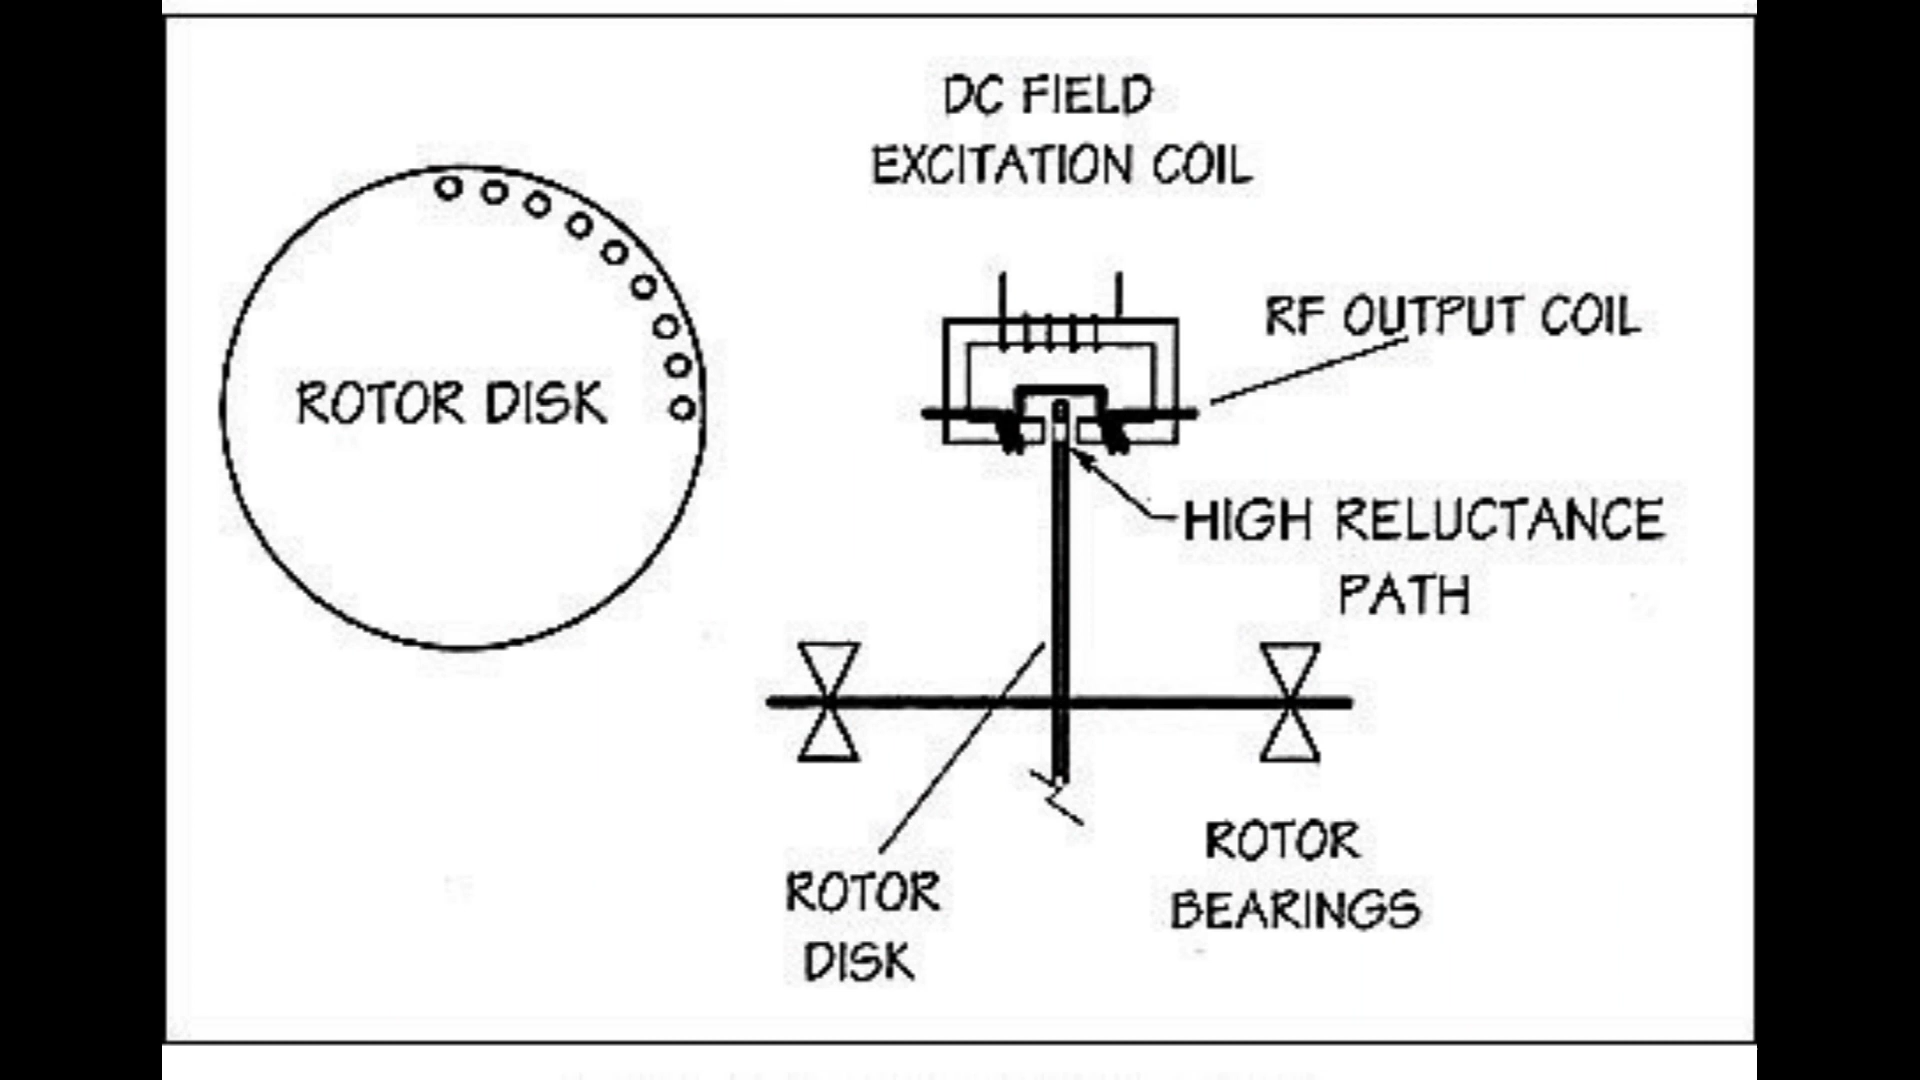 DC FIELD
EXCITATION COIL
RF OUTPUT COIL
ROTOR DISK
HIGH RELUCTANCE
PATH
ROTOR
BEARINGS
ROTOR
DISK